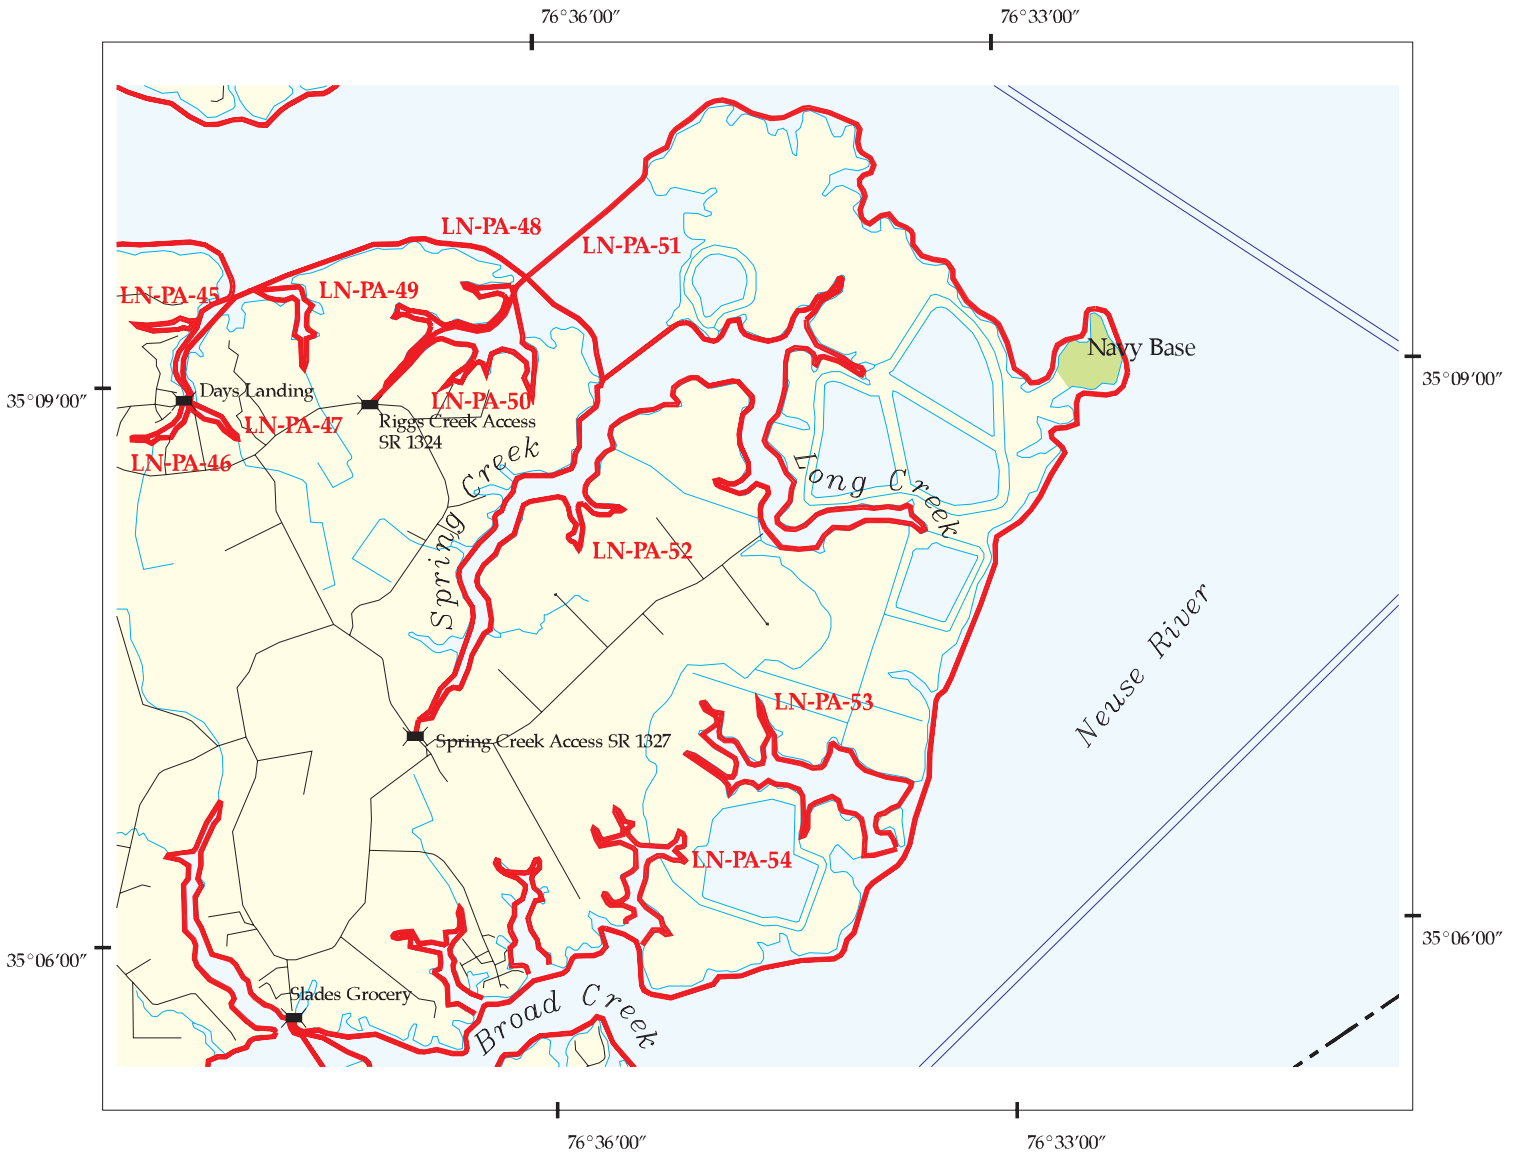 76°36′00″
76°33′00″
LN-PA-48
LN-PA-51
LN-PA-45
LN-PA-49
Navy Base
35°09′00″
35°09′00″
Days Landing
LN-PA-50
LN-PA-47
Riggs Creek Access
SR 1324
LN-PA-46
Spring Creek
Long Creek
LN-PA-52
Neuse River
LN-PA-53
Spring Creek Access SR 1327
LN-PA-54
35°06′00″
35°06′00″
Slades Grocery
Broad Creek
76°36′00″
76°33′00″